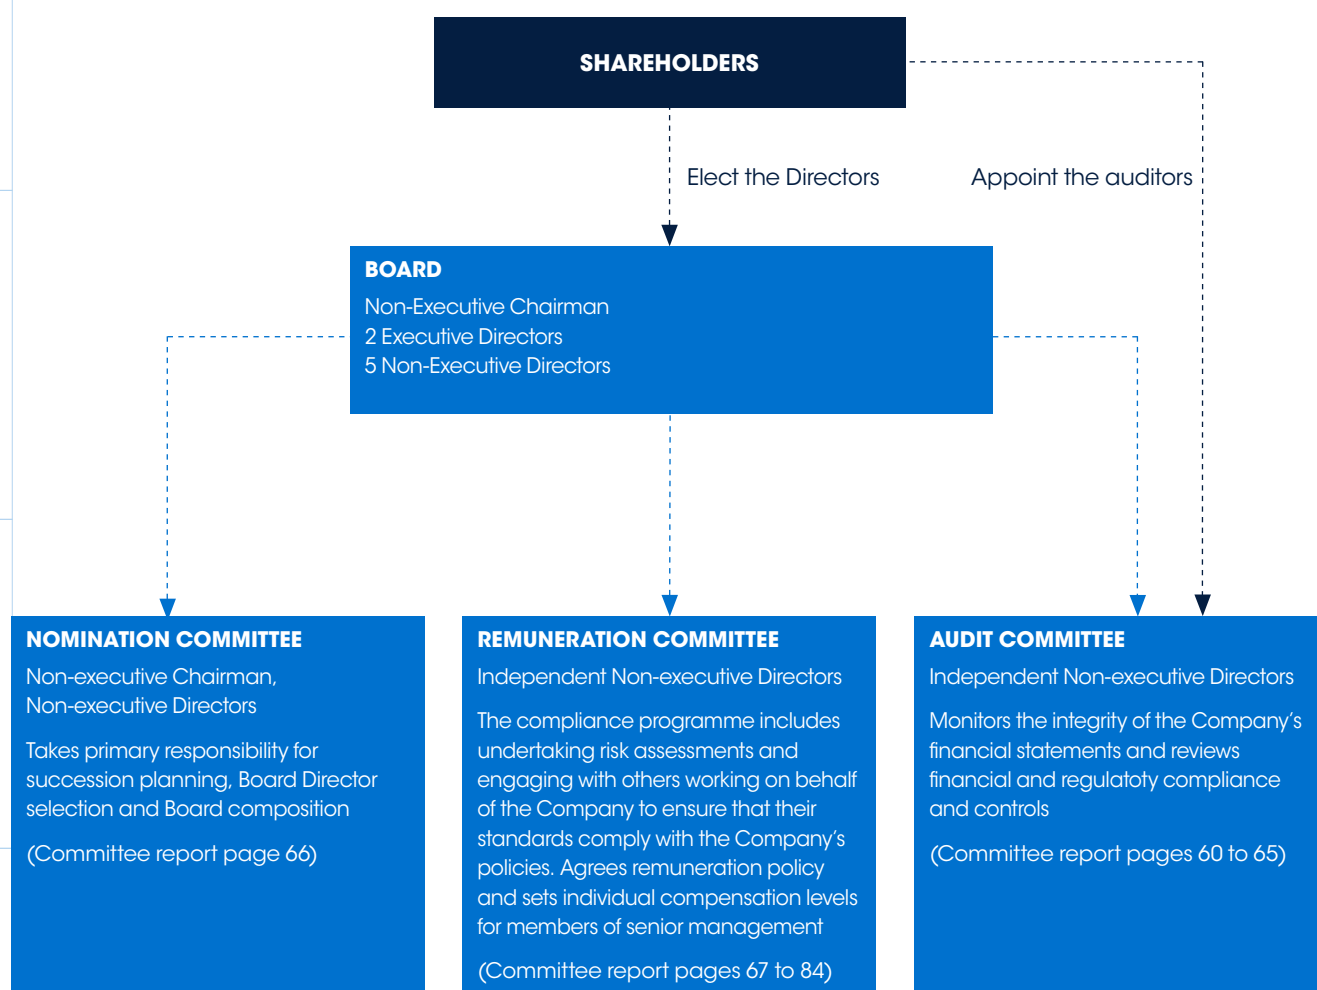 SHAREHOLDERS
Elect the Directors
Appoint the auditors
BOARD
Non-Executive Chairman
2 Executive Directors
5 Non-Executive Directors
NOMINATION COMMITTEE
Non-executive Chairman,
Non-executive Directors
Takes primary responsibility for
succession planning, Board Director
selection and Board composition
(Committee report page 66)
REMUNERATION COMMITTEE
Independent Non-executive Directors
The compliance programme includes
undertaking risk assessments and
engaging with others working on behalf
of the Company to ensure that their
standards comply with the Company's
policies. Agrees remuneration policy
and sets individual compensation levels
for members of senior management
(Committee report pages 67 to 84)
AUDIT COMMITTEE
Independent Non-executive Directors
Monitors the integrity of the Company's
financial statements and reviews
financial and regulatoty compliance
and controls
(Committee report pages 60 to 65)